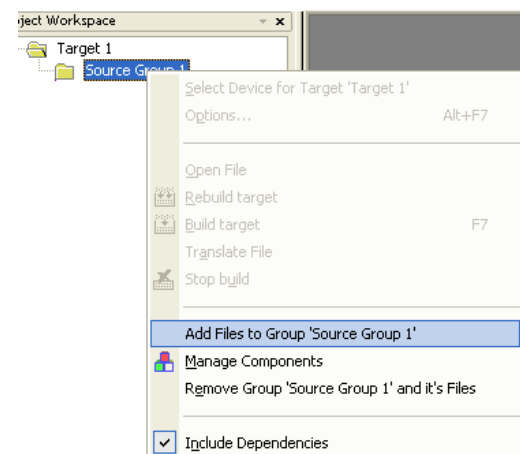 oject Workspace
Target 1
Source Group 1
Select Device for Target 'Target 1'
Options... Alt+F7
Open File
Rebuild target
Build target F7
Translate File
Stop build
Add Files to Group 'Source Group 1'
Manage Components
Remove Group 'Source Group 1' and it's Files
Include Dependencies